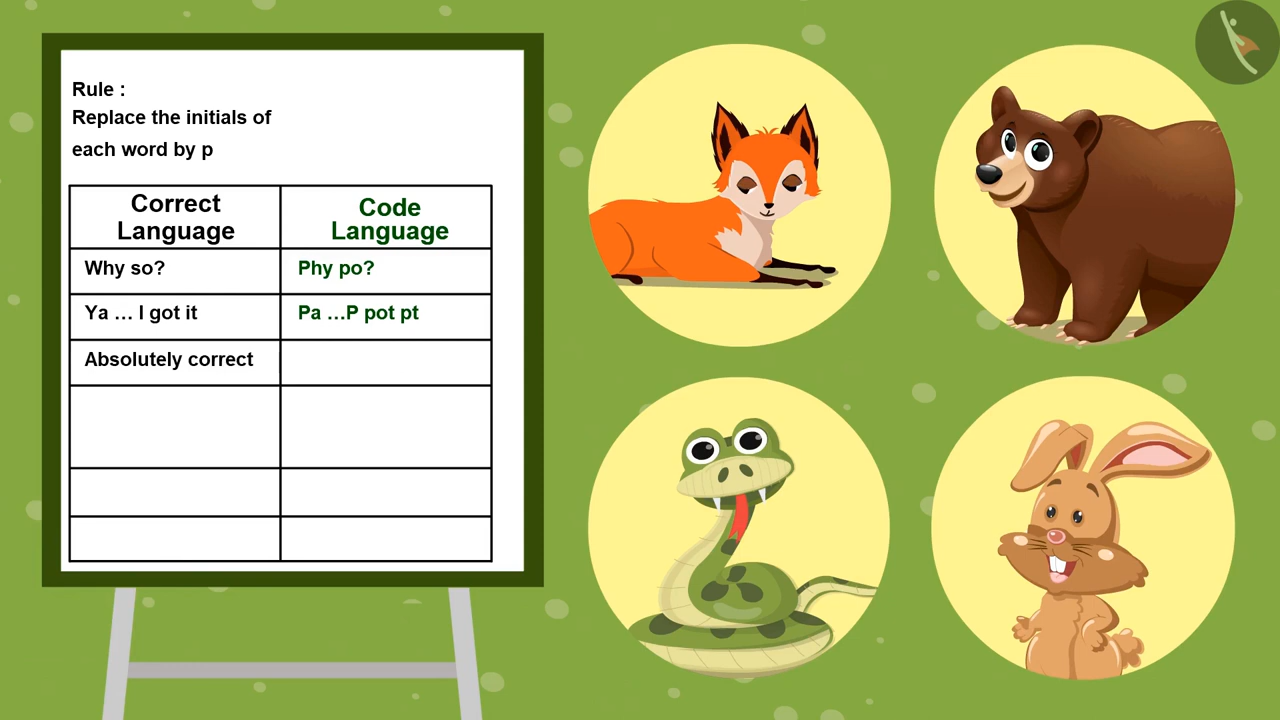 Rule :
Replace the initials of
each word by p
Correct Language
Code Language
Why so?
Phy po?
Ya ... I got it
Pa ...P pot pt
Absolutely correct